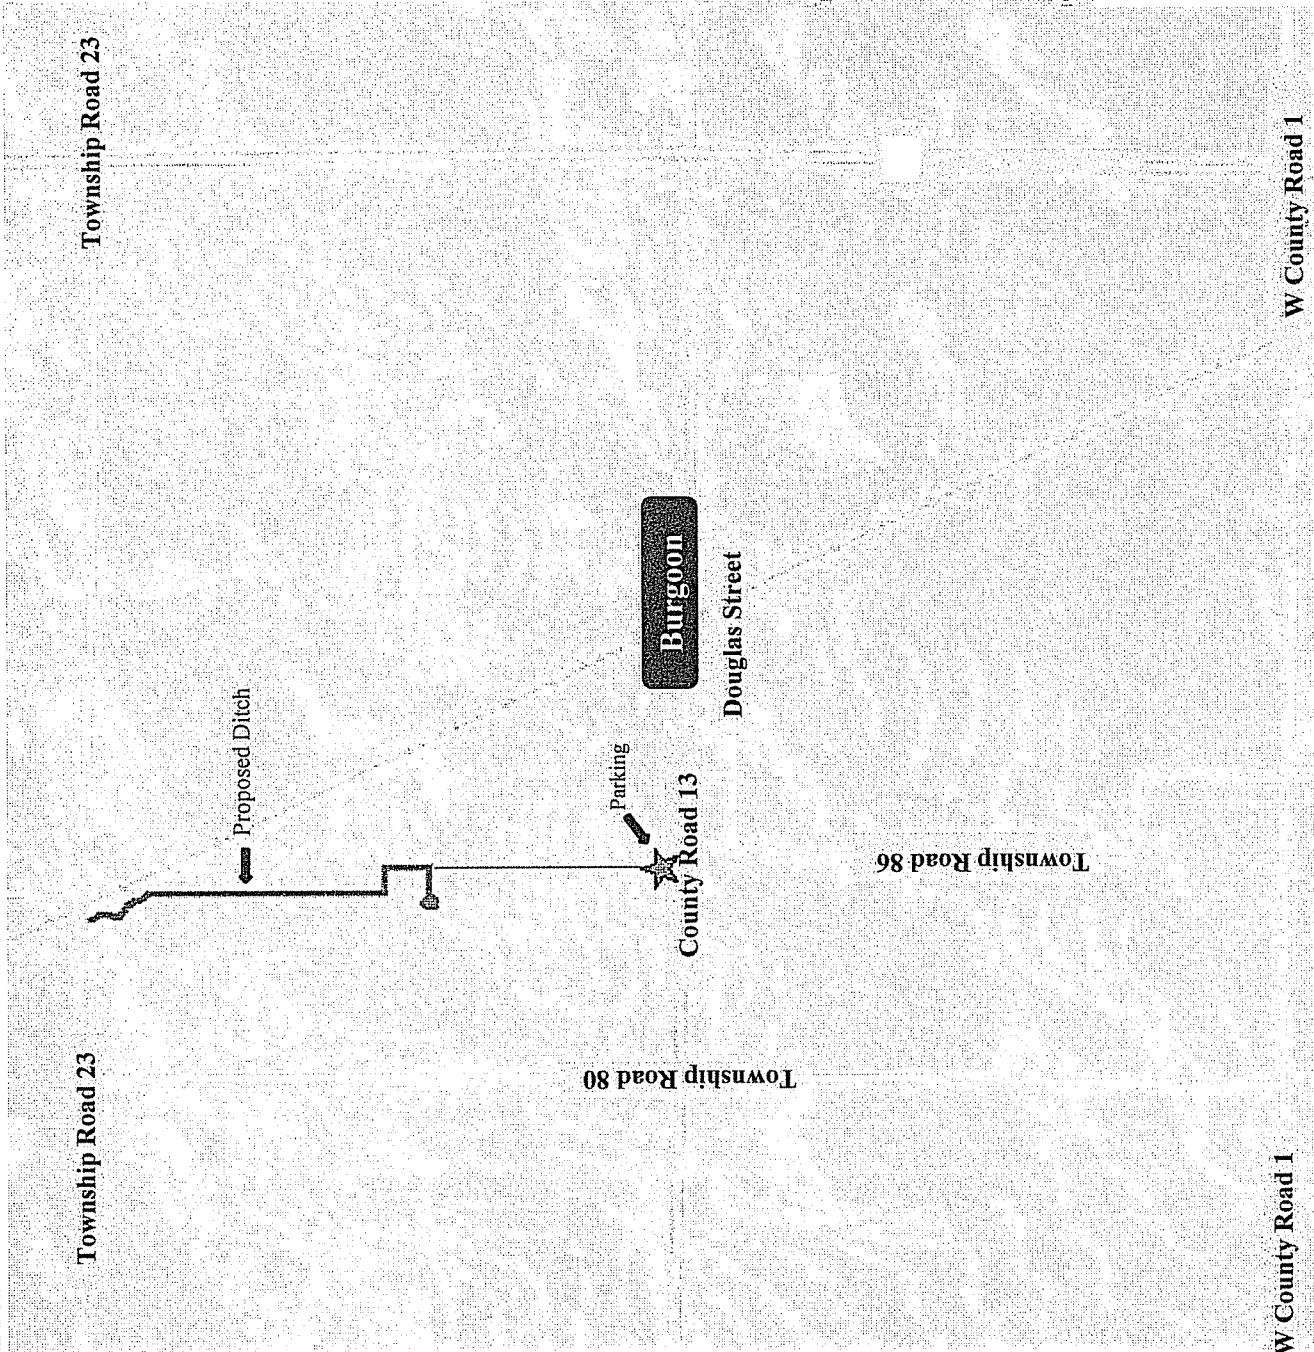 Township Road 23
Township Road 23
Proposed Ditch
Parking
County Road 13
Burgoon
Douglas Street
Township Road 80
Township Road 86
W County Road 1
W County Road 1